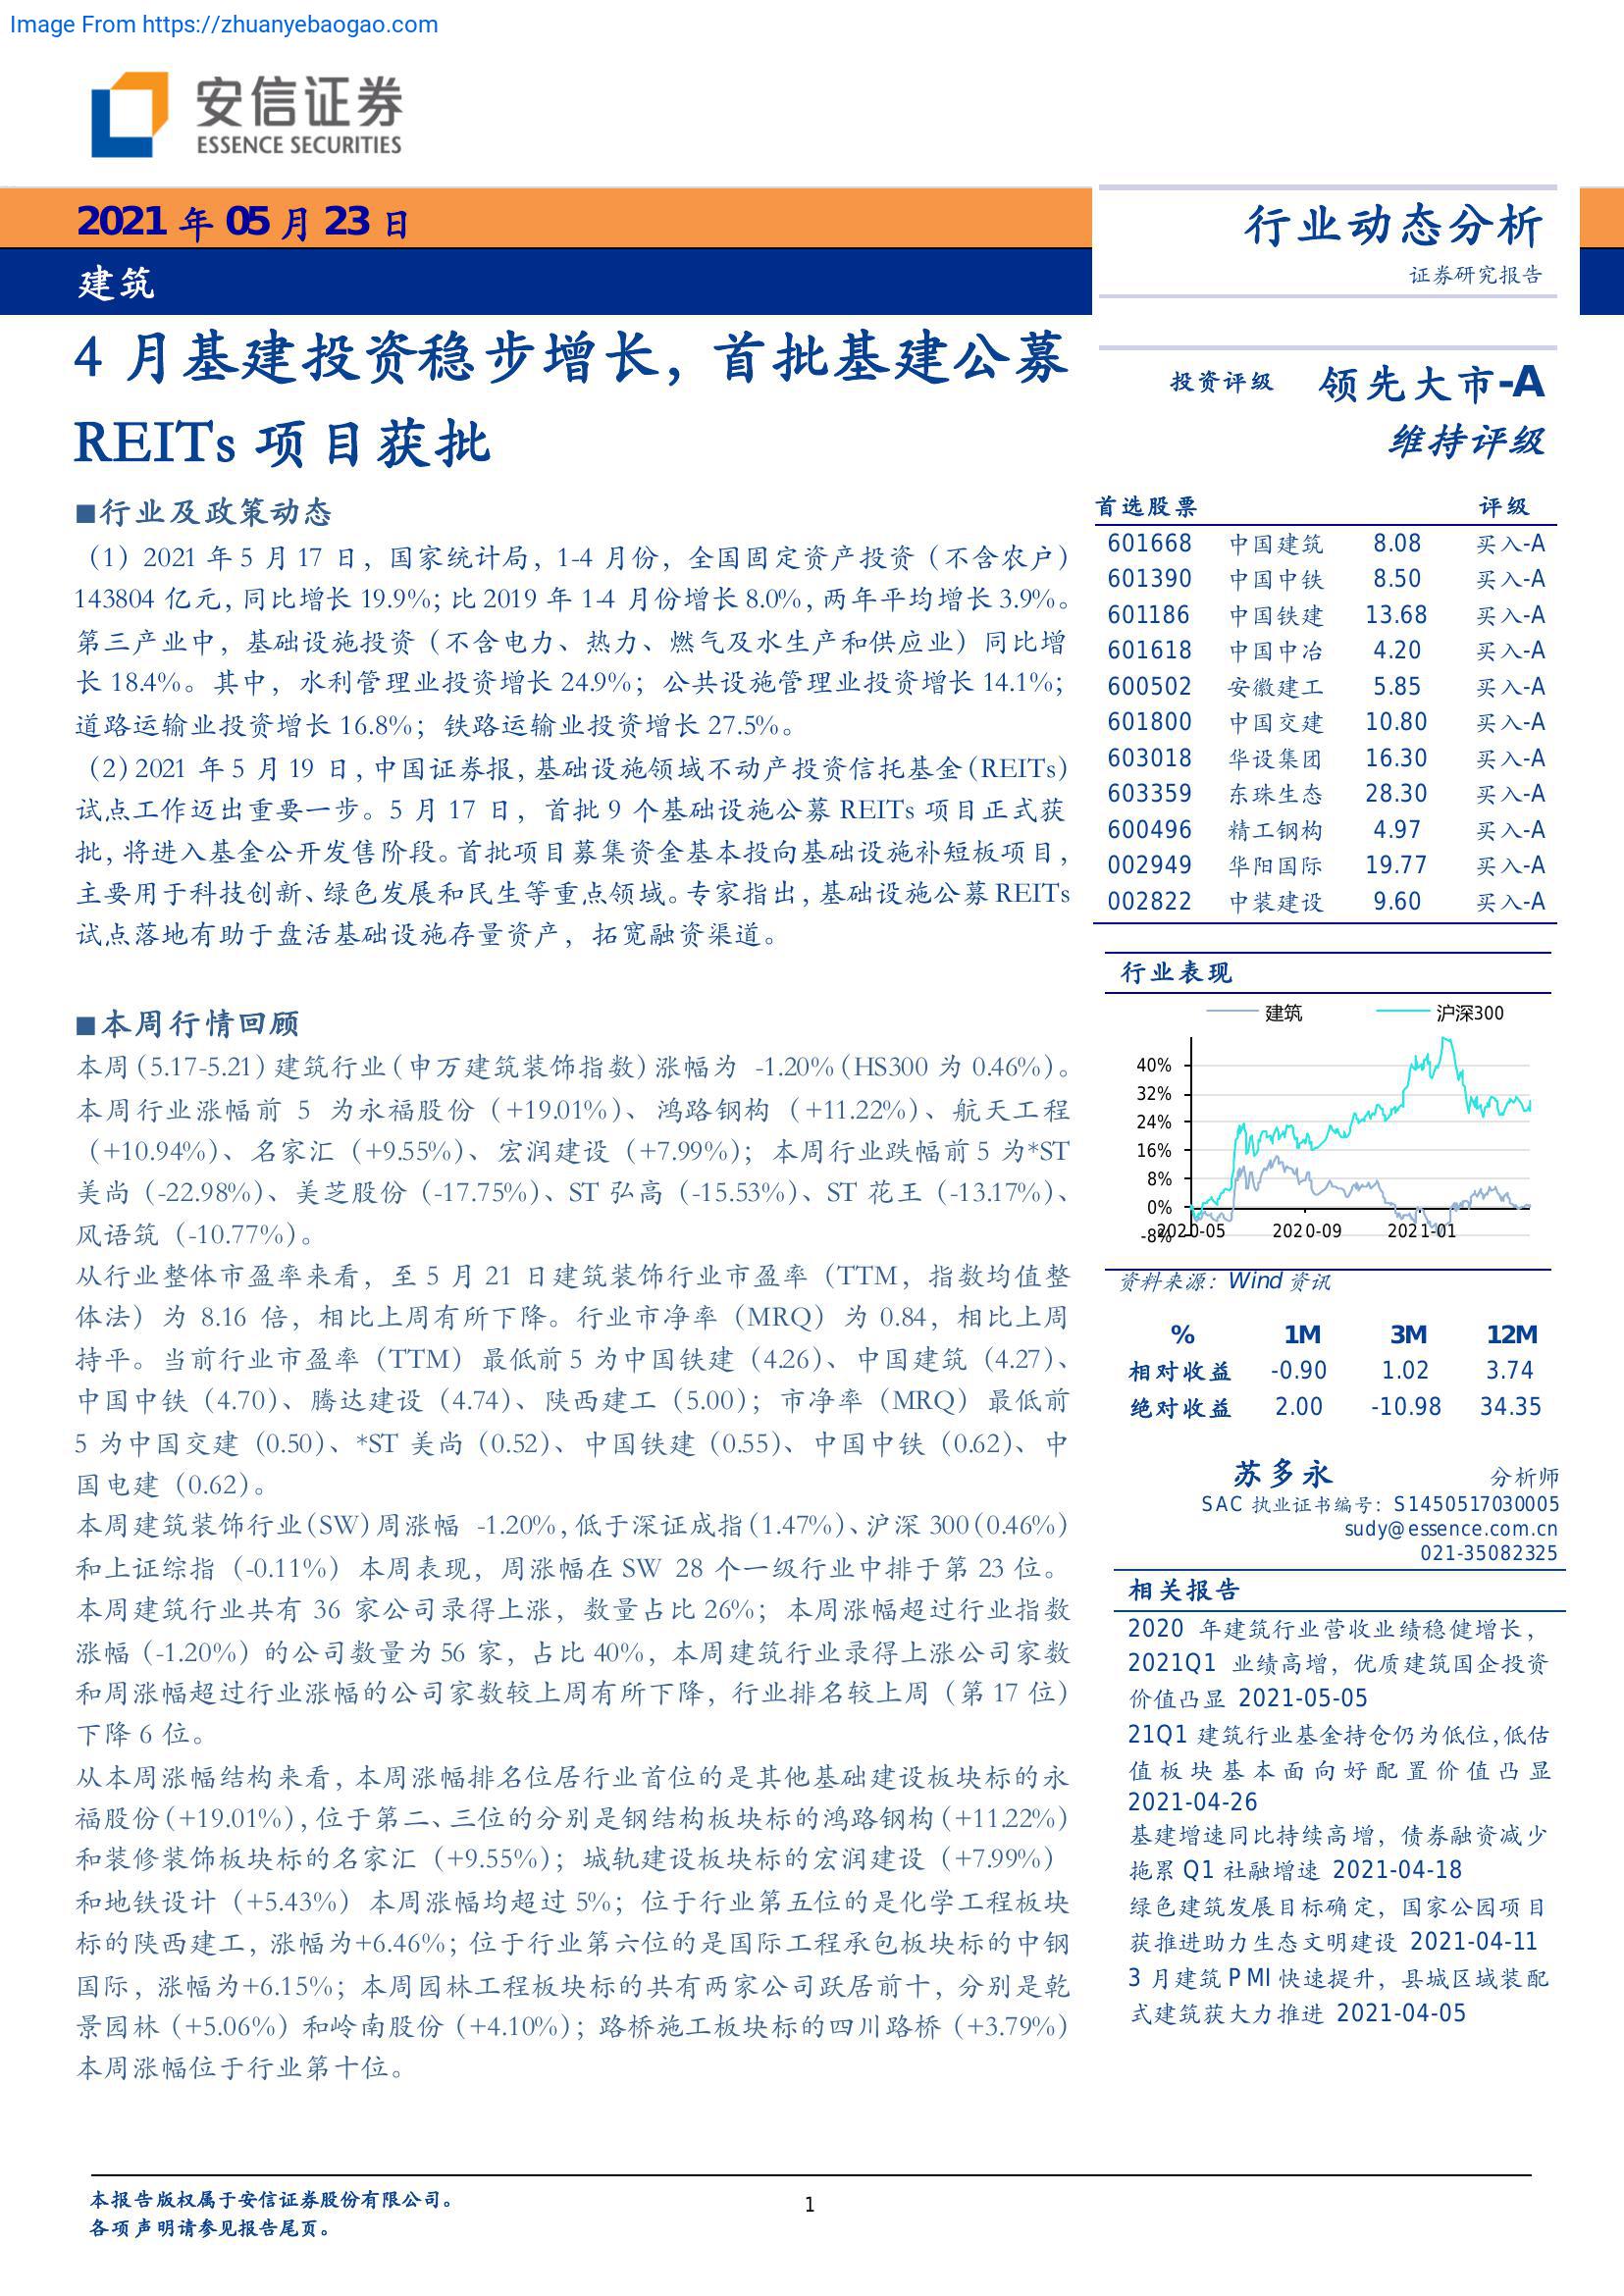 Image From https://zhuanyebaogao.com
安信证券
ESSENCE SECURITIES
2021 年 05 月 23 日
建筑
行业动态分析
证券研究报告
4 月基建投资稳步增长，首批基建公募
REITs 项目获批
■行业及政策动态
（1）2021 年 5 月 17 日，国家统计局，1-4 月份，全国固定资产投资（不含农户）
143804 亿元，同比增长 19.9%；比 2019 年 1-4 月份增长 8.0%，两年平均增长 3.9%。
第三产业中，基础设施投资（不含电力、热力、燃气及水生产和供应业）同比增
长 18.4%。其中，水利管理业投资增长 24.9%；公共设施管理业投资增长 14.1%；
道路运输业投资增长 16.8%；铁路运输业投资增长 27.5%。
（2）2021 年 5 月 19 日，中国证券报，基础设施领域不动产投资信托基金（REITs）
试点工作迈出重要一步。5 月 17 日，首批 9 个基础设施公募 REITs 项目正式获
批，将进入基金公开发售阶段。首批项目募集资金基本投向基础设施补短板项目，
主要用于科技创新、绿色发展和民生等重点领域。专家指出，基础设施公募 REITs
试点落地有助于盘活基础设施存量资产，拓宽融资渠道。
■本周行情回顾
本周（5.17-5.21）建筑行业（申万建筑装饰指数）涨幅为 -1.20%（HS300 为 0.46%）。
本周行业涨幅前 5 为永福股份（+19.01%）、鸿路钢构（+11.22%）、航天工程
（+10.94%）、名家汇（+9.55%）、宏润建设（+7.99%）；本周行业跌幅前 5 为*ST
美尚（-22.98%）、美芝股份（-17.75%）、ST 弘高（-15.53%）、ST 花王（-13.17%）、
风语筑（-10.77%）。
从行业整体市盈率来看，至 5 月 21 日建筑装饰行业市盈率（TTM，指数均值整
体法）为 8.16 倍，相比上周有所下降。行业市净率（MRQ）为 0.84，相比上周
持平。当前行业市盈率（TTM）最低前 5 为中国铁建（4.26）、中国建筑（4.27）、
中国中铁（4.70）、腾达建设（4.74）、陕西建工（5.00）；市净率（MRQ）最低前
5 为中国交建（0.50）、*ST 美尚（0.52）、中国铁建（0.55）、中国中铁（0.62）、中
国电建（0.62）。
本周建筑装饰行业（SW）周涨幅 -1.20%，低于深证成指（1.47%）、沪深 300（0.46%）
和上证综指（-0.11%）本周表现，周涨幅在 SW 28 个一级行业中排于第 23 位。
本周建筑行业共有 36 家公司录得上涨，数量占比 26%；本周涨幅超过行业指数
涨幅（-1.20%）的公司数量为 56 家，占比 40%，本周建筑行业录得上涨公司家数
和周涨幅超过行业涨幅的公司家数较上周有所下降，行业排名较上周（第 17 位）
下降 6 位。
从本周涨幅结构来看，本周涨幅排名位居行业首位的是其他基础建设板块标的永
福股份（+19.01%），位于第二、三位的分别是钢结构板块标的鸿路钢构（+11.22%）
和装修装饰板块标的名家汇（+9.55%）；城轨建设板块标的宏润建设（+7.99%）
和地铁设计（+5.43%）本周涨幅均超过 5%；位于行业第五位的是化学工程板块
标的陕西建工，涨幅为+6.46%；位于行业第六位的是国际工程承包板块标的中钢
国际，涨幅为+6.15%；本周园林工程板块标的共有两家公司跃居前十，分别是乾
景园林（+5.06%）和岭南股份（+4.10%）；路桥施工板块标的四川路桥（+3.79%）
本周涨幅位于行业第十位。
投资评级 领先大市-A
维持评级
首选股票 评级
601668 中国建筑 8.08 买入-A
601390 中国中铁 8.50 买入-A
601186 中国铁建 13.68 买入-A
601618 中国中冶 4.20 买入-A
600502 安徽建工 5.85 买入-A
601800 中国交建 10.80 买入-A
603018 华设集团 16.30 买入-A
603359 东珠生态 28.30 买入-A
600496 精工钢构 4.97 买入-A
002949 华阳国际 19.77 买入-A
002822 中装建设 9.60 买入-A
行业表现
建筑 沪深300
40%
32%
24%
16%
8%
0%
-8%
2020-05 2020-09 2021-01
资料来源：Wind 资讯
% 1M 3M 12M
相对收益 -0.90 1.02 3.74
绝对收益 2.00 -10.98 34.35
苏多永 分析师
SAC 执业证书编号：S1450517030005
sudy@essence.com.cn
021-35082325
相关报告
2020 年建筑行业营收业绩稳健增长，
2021Q1 业绩高增，优质建筑国企投资
价值凸显 2021-05-05
21Q1 建筑行业基金持仓仍为低位，低估
值板块基本面向好配置价值凸显
2021-04-26
基建增速同比持续高增，债券融资减少
拖累 Q1 社融增速 2021-04-18
绿色建筑发展目标确定，国家公园项目
获推进助力生态文明建设 2021-04-11
3 月建筑 PMI 快速提升，县城区域装配
式建筑获大力推进 2021-04-05
本报告版权属于安信证券股份有限公司。
各项声明请参见报告尾页。
1